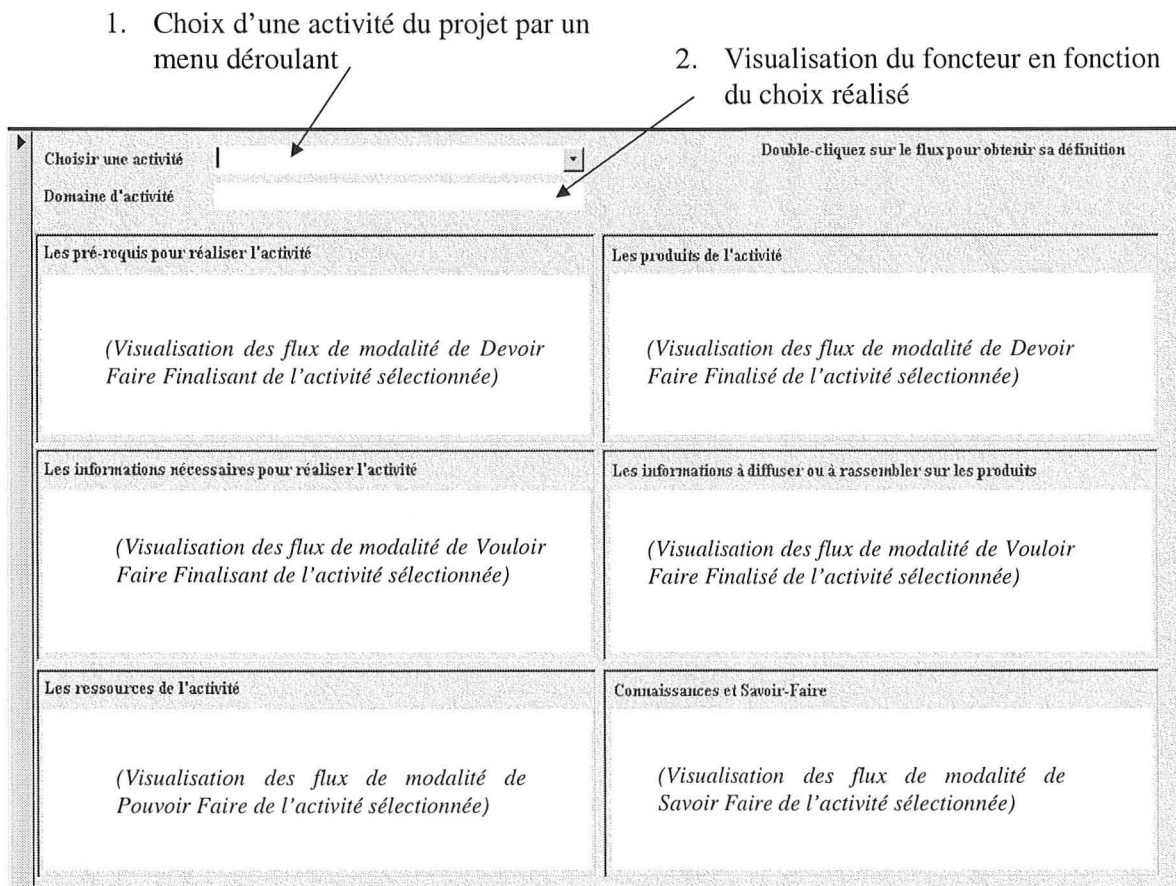 1. Choix d'une activité du projet par un
menu déroulant
2. Visualisation du foncteur en fonction
du choix réalisé
Choisir une activité
Double-cliquez sur le flux pour obtenir sa définition
Domaine d'activité
Les pré-requis pour réaliser l'activité
(Visualisation des flux de modalité de Devoir
Faire Finalisant de l'activité sélectionnée)
Les produits de l'activité
(Visualisation des flux de modalité de Devoir
Faire Finalisé de l'activité sélectionnée)
Les informations nécessaires pour réaliser l'activité
(Visualisation des flux de modalité de Vouloir
Faire Finalisant de l'activité sélectionnée)
Les informations à diffuser ou à rassembler sur les produits
(Visualisation des flux de modalité de Vouloir
Faire Finalisé de l'activité sélectionnée)
Les ressources de l'activité
(Visualisation des flux de modalité de
Pouvoir Faire de l'activité sélectionnée)
Connaissances et Savoir-Faire
(Visualisation des flux de modalité de
Savoir Faire de l'activité sélectionnée)